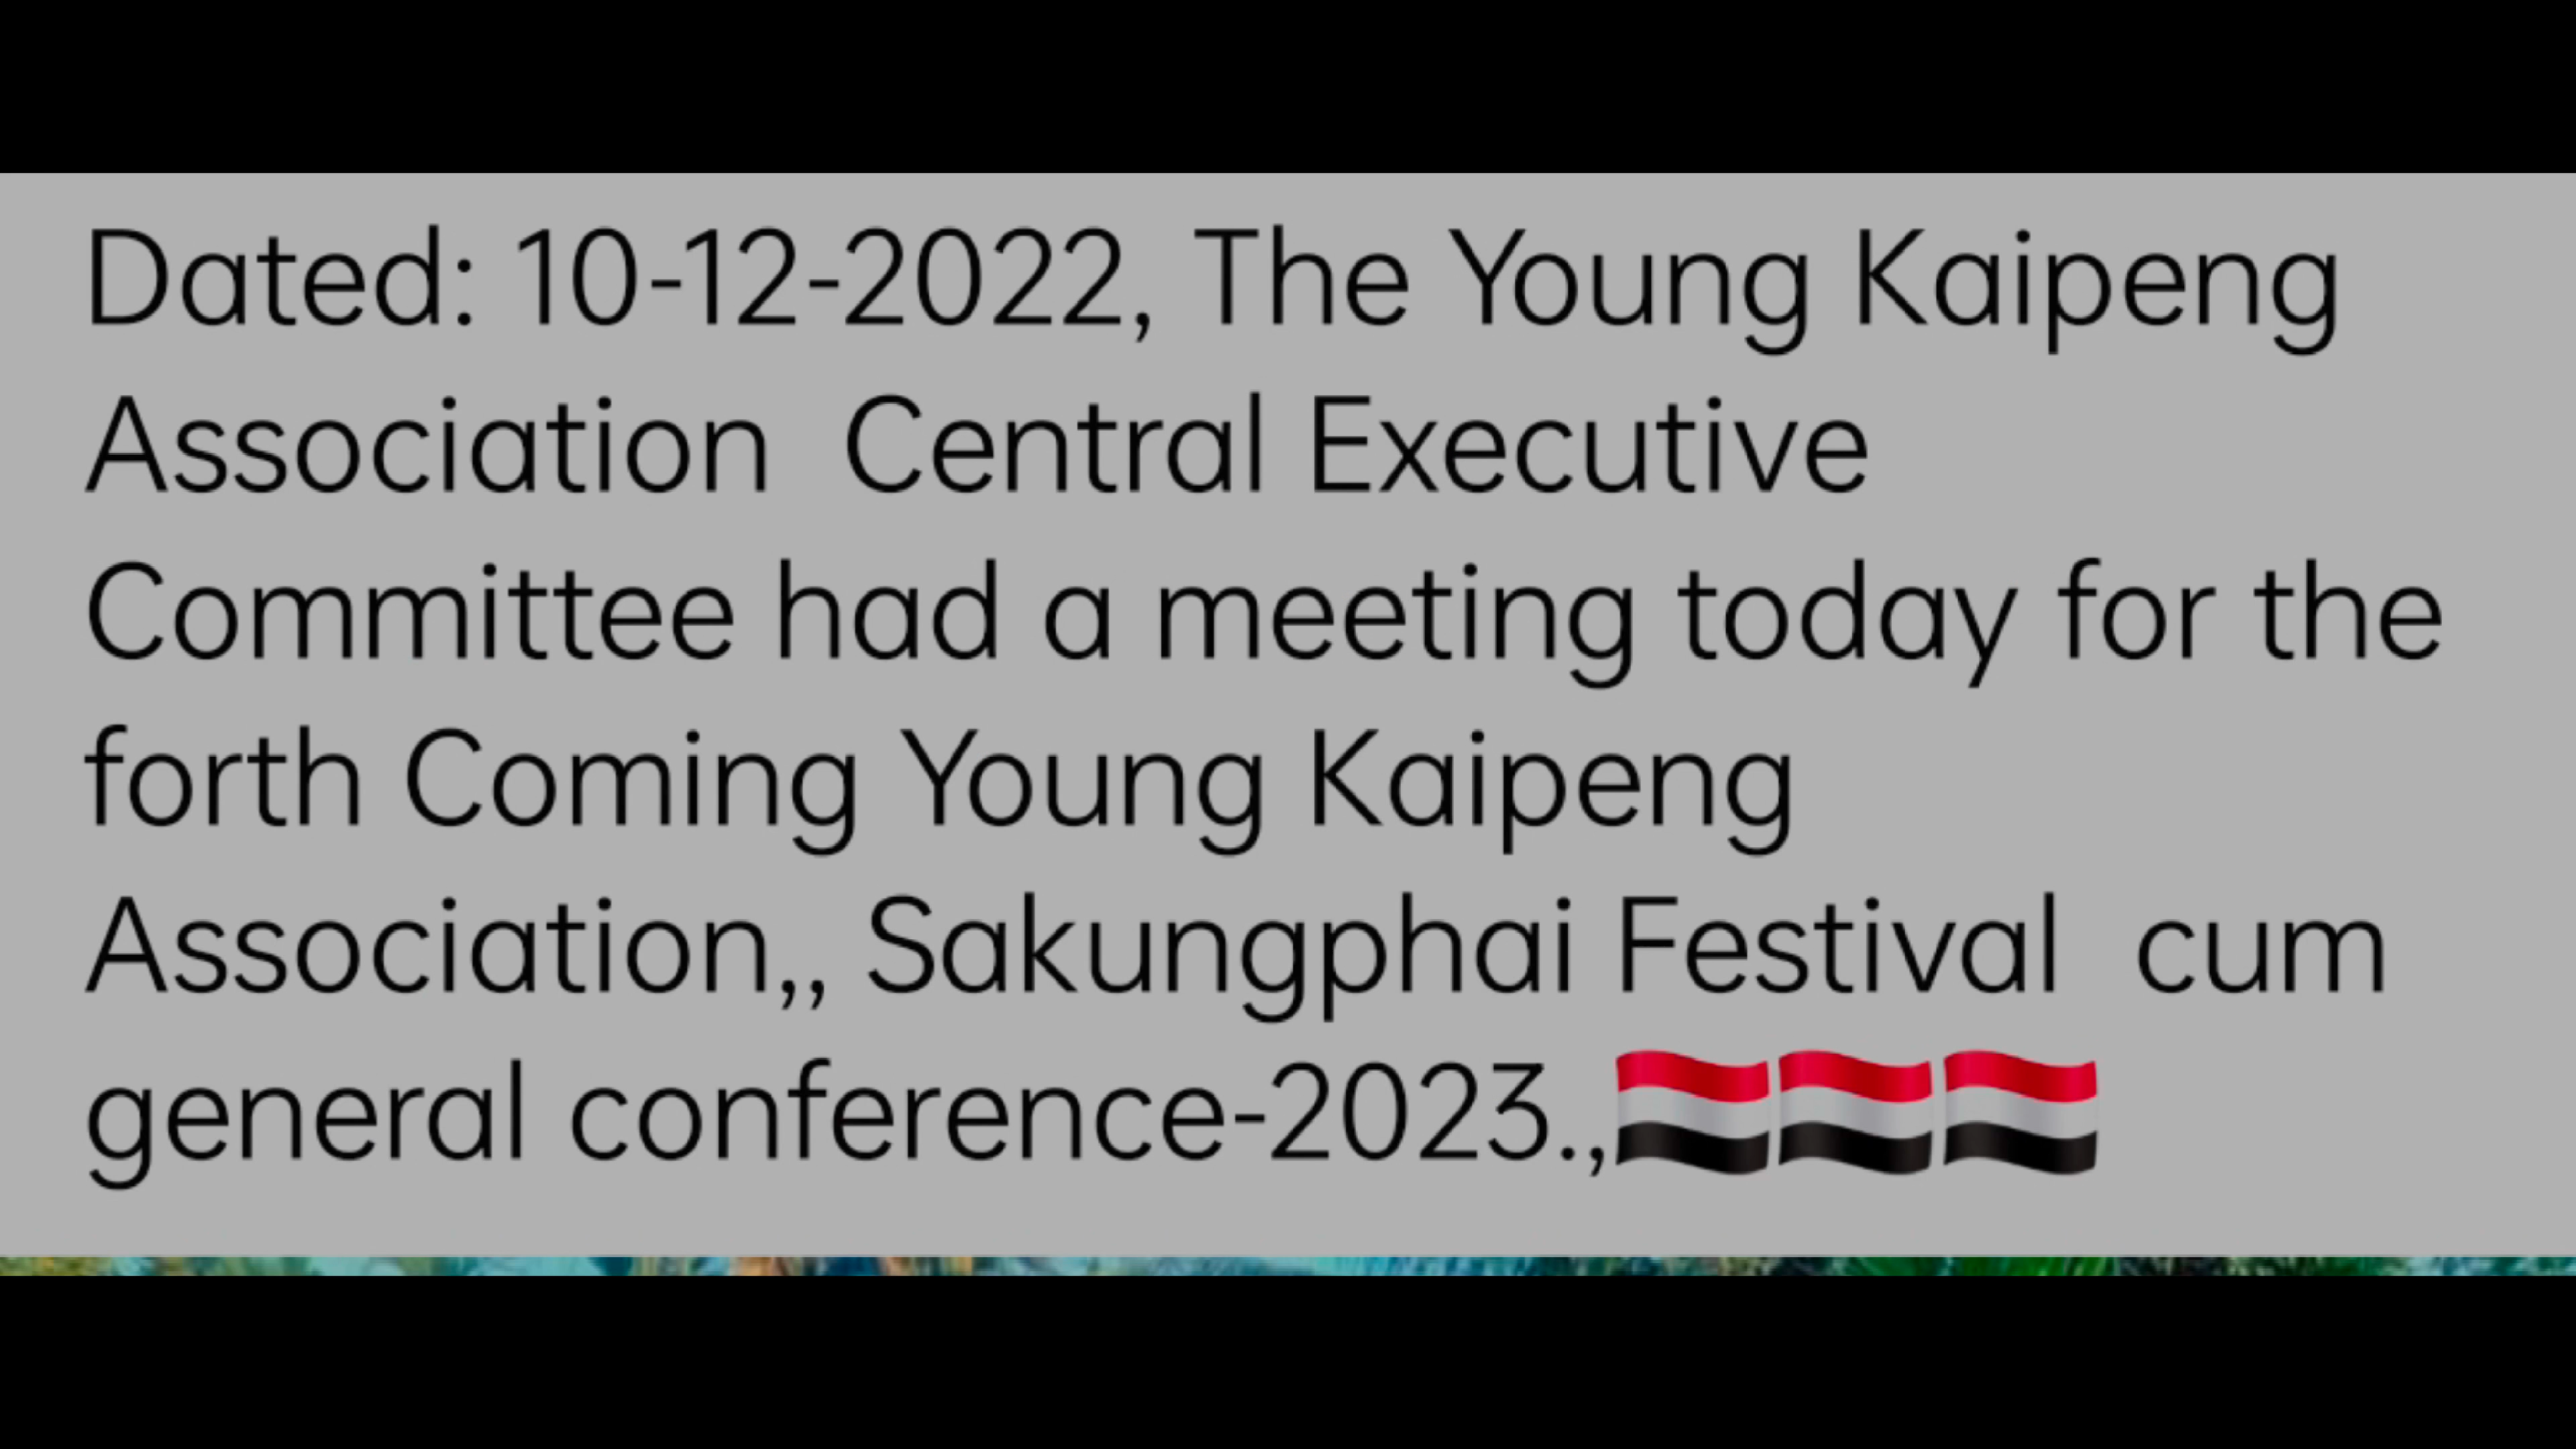 Dated: 10-12-2022, The Young Kaipeng
Association  Central Executive
Committee had a meeting today for the
forth Coming Young Kaipeng
Association,, Sakungphai Festival  cum
general conference-2023.,🇾🇪🇾🇪🇾🇪